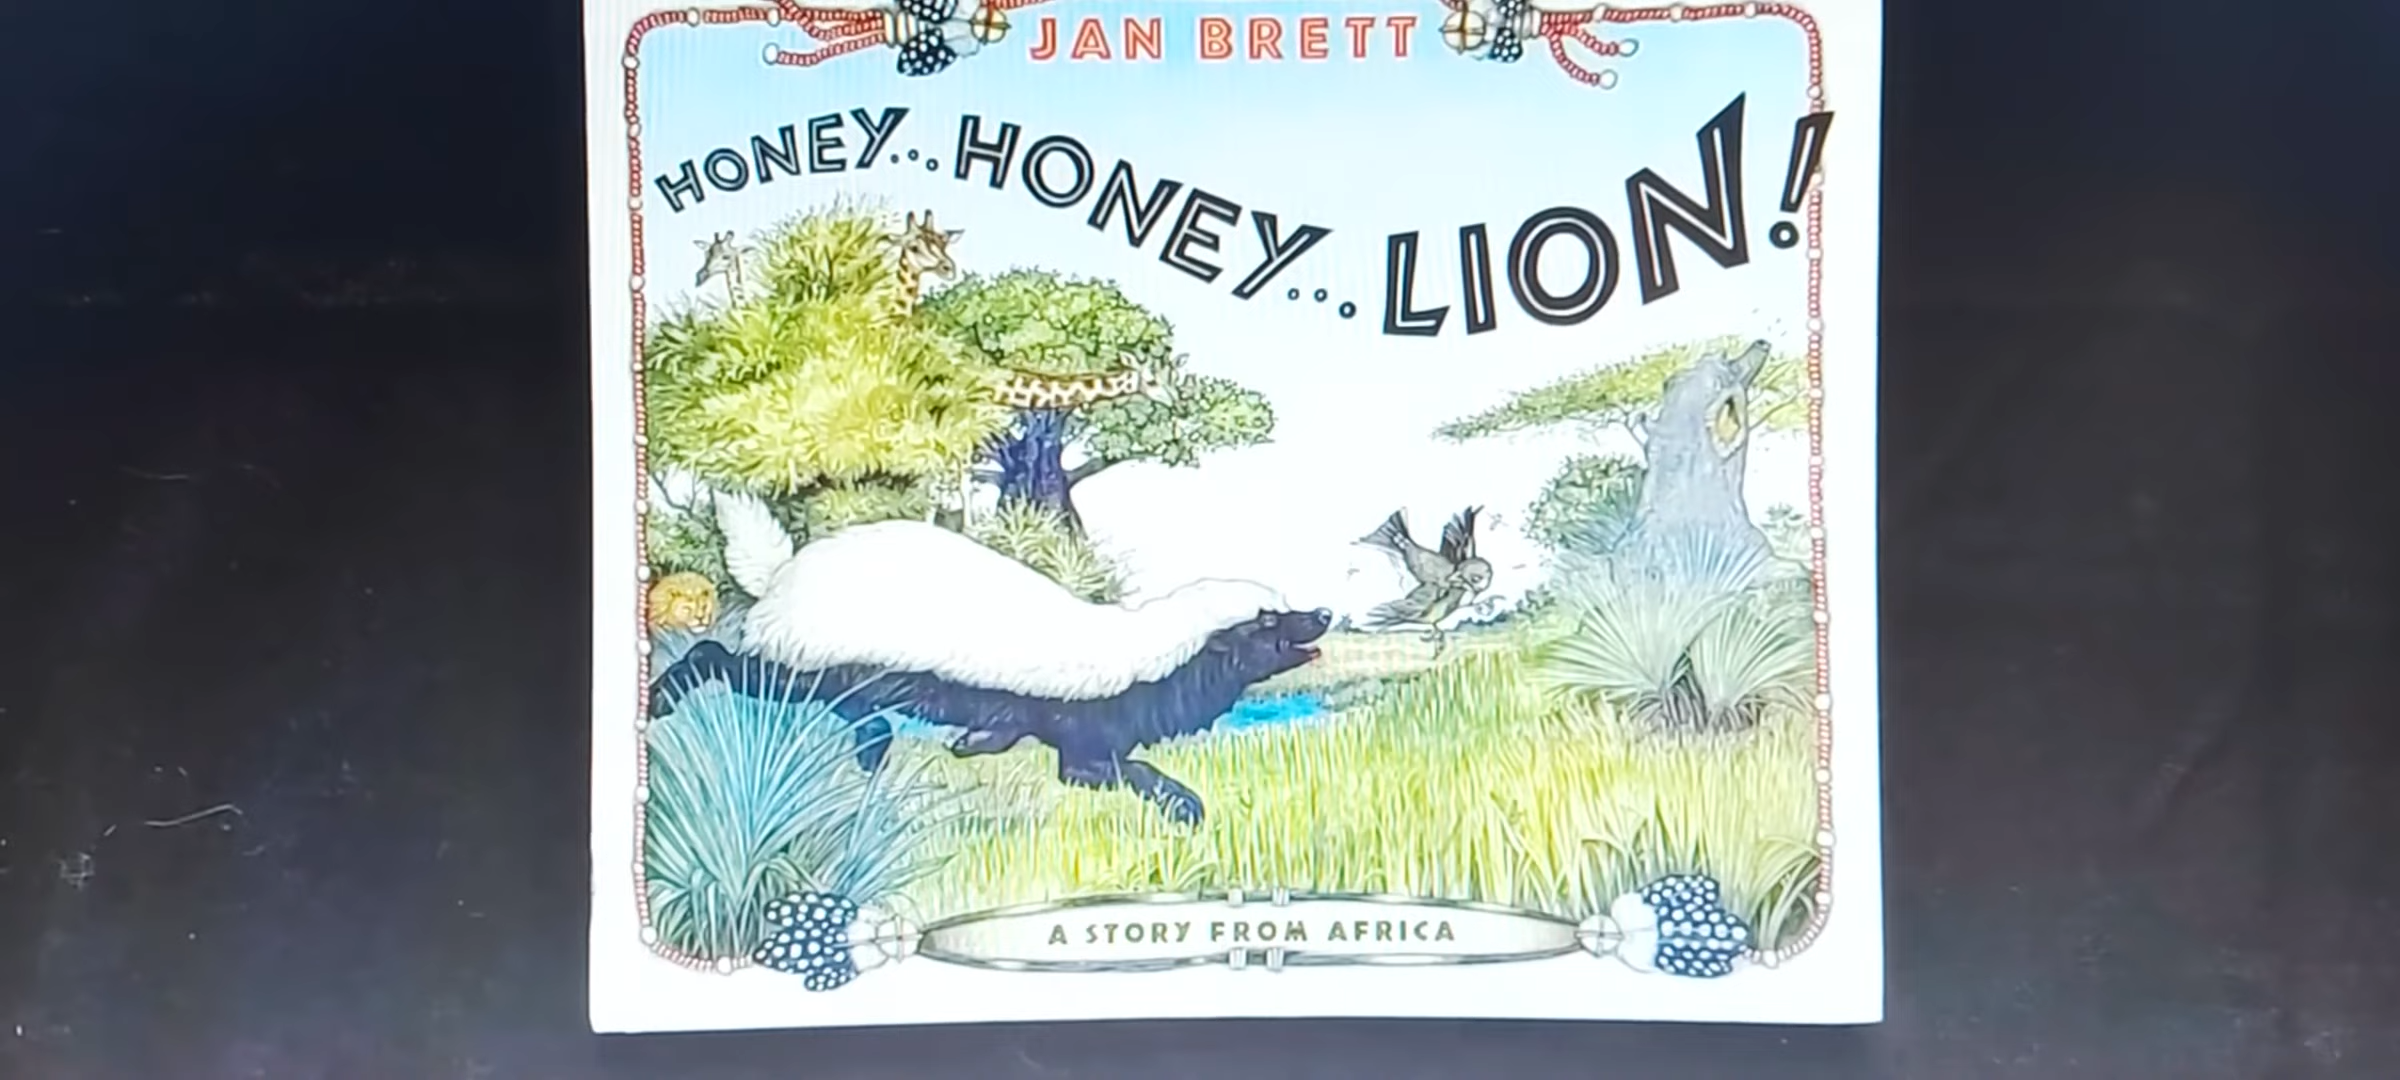 JAN BRETT
HONEY... HONEY... LION!
A STORY FROM AFRICA